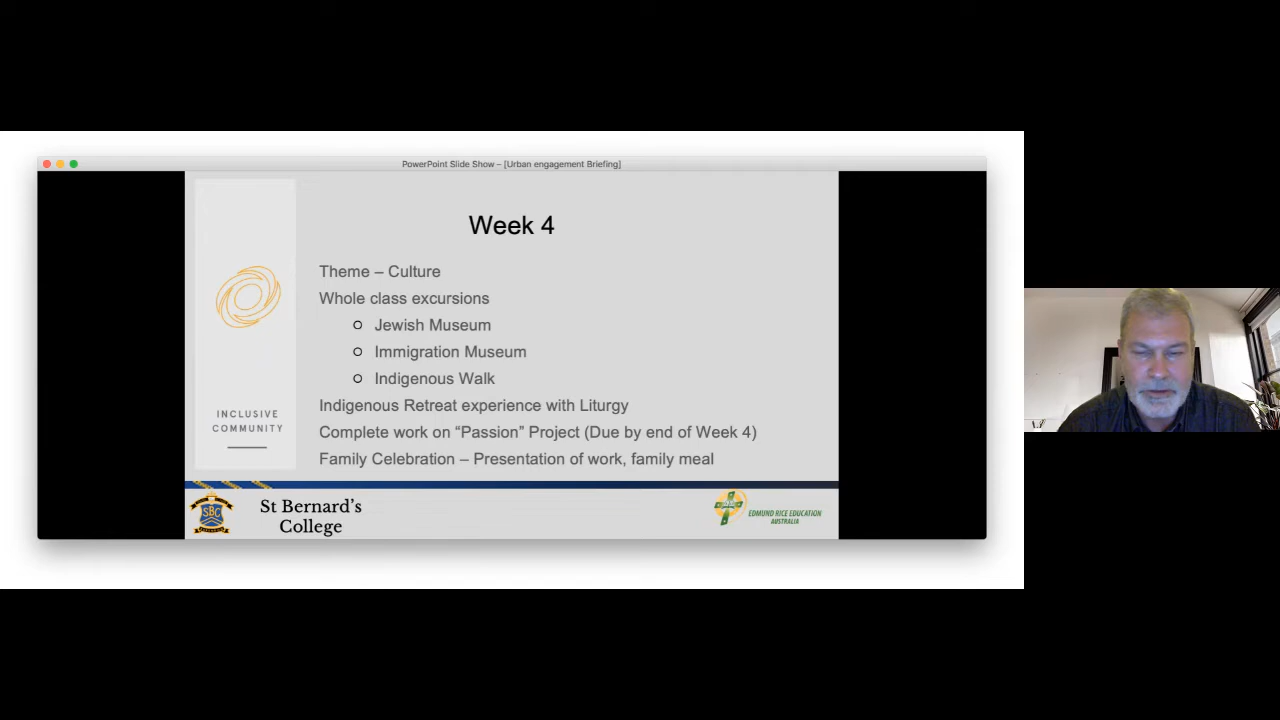 PowerPoint Slide Show – [Urban engagement Briefing]
Week 4
Theme – Culture
Whole class excursions
Jewish Museum
Immigration Museum
Indigenous Walk
Indigenous Retreat experience with Liturgy
Complete work on “Passion” Project (Due by end of Week 4)
Family Celebration – Presentation of work, family meal
INCLUSIVE
COMMUNITY
SBC
St Bernard’s
College
EDMUND RICE EDUCATION
AUSTRALIA